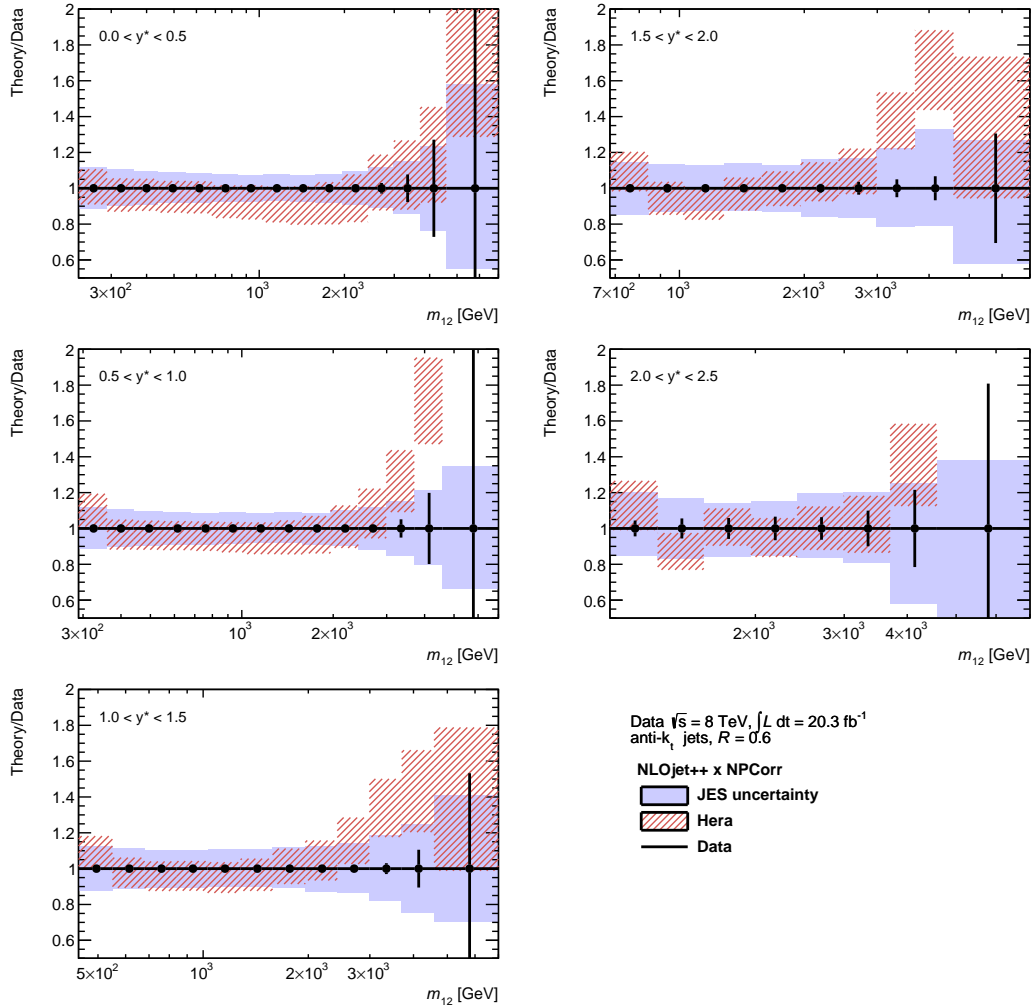 Theory/Data
2
1.8
1.6
1.4
1.2
1
0.8
0.6
0.0 < y* < 0.5
3×10² 10³ 2×10³
m₁₂ [GeV]
Theory/Data
2
1.8
1.6
1.4
1.2
1
0.8
0.6
1.5 < y* < 2.0
7×10² 10³ 2×10³ 3×10³
m₁₂ [GeV]
Theory/Data
2
1.8
1.6
1.4
1.2
1
0.8
0.6
0.5 < y* < 1.0
3×10² 10³ 2×10³
m₁₂ [GeV]
Theory/Data
2
1.8
1.6
1.4
1.2
1
0.8
0.6
2.0 < y* < 2.5
2×10³ 3×10³ 4×10³
m₁₂ [GeV]
Theory/Data
2
1.8
1.6
1.4
1.2
1
0.8
0.6
1.0 < y* < 1.5
5×10² 10³ 2×10³ 3×10³
m₁₂ [GeV]
Data √s = 8 TeV, ∫L dt = 20.3 fb⁻¹
anti-kₜ jets, R = 0.6
NLOjet++ x NPCorr
JES uncertainty
Hera
Data